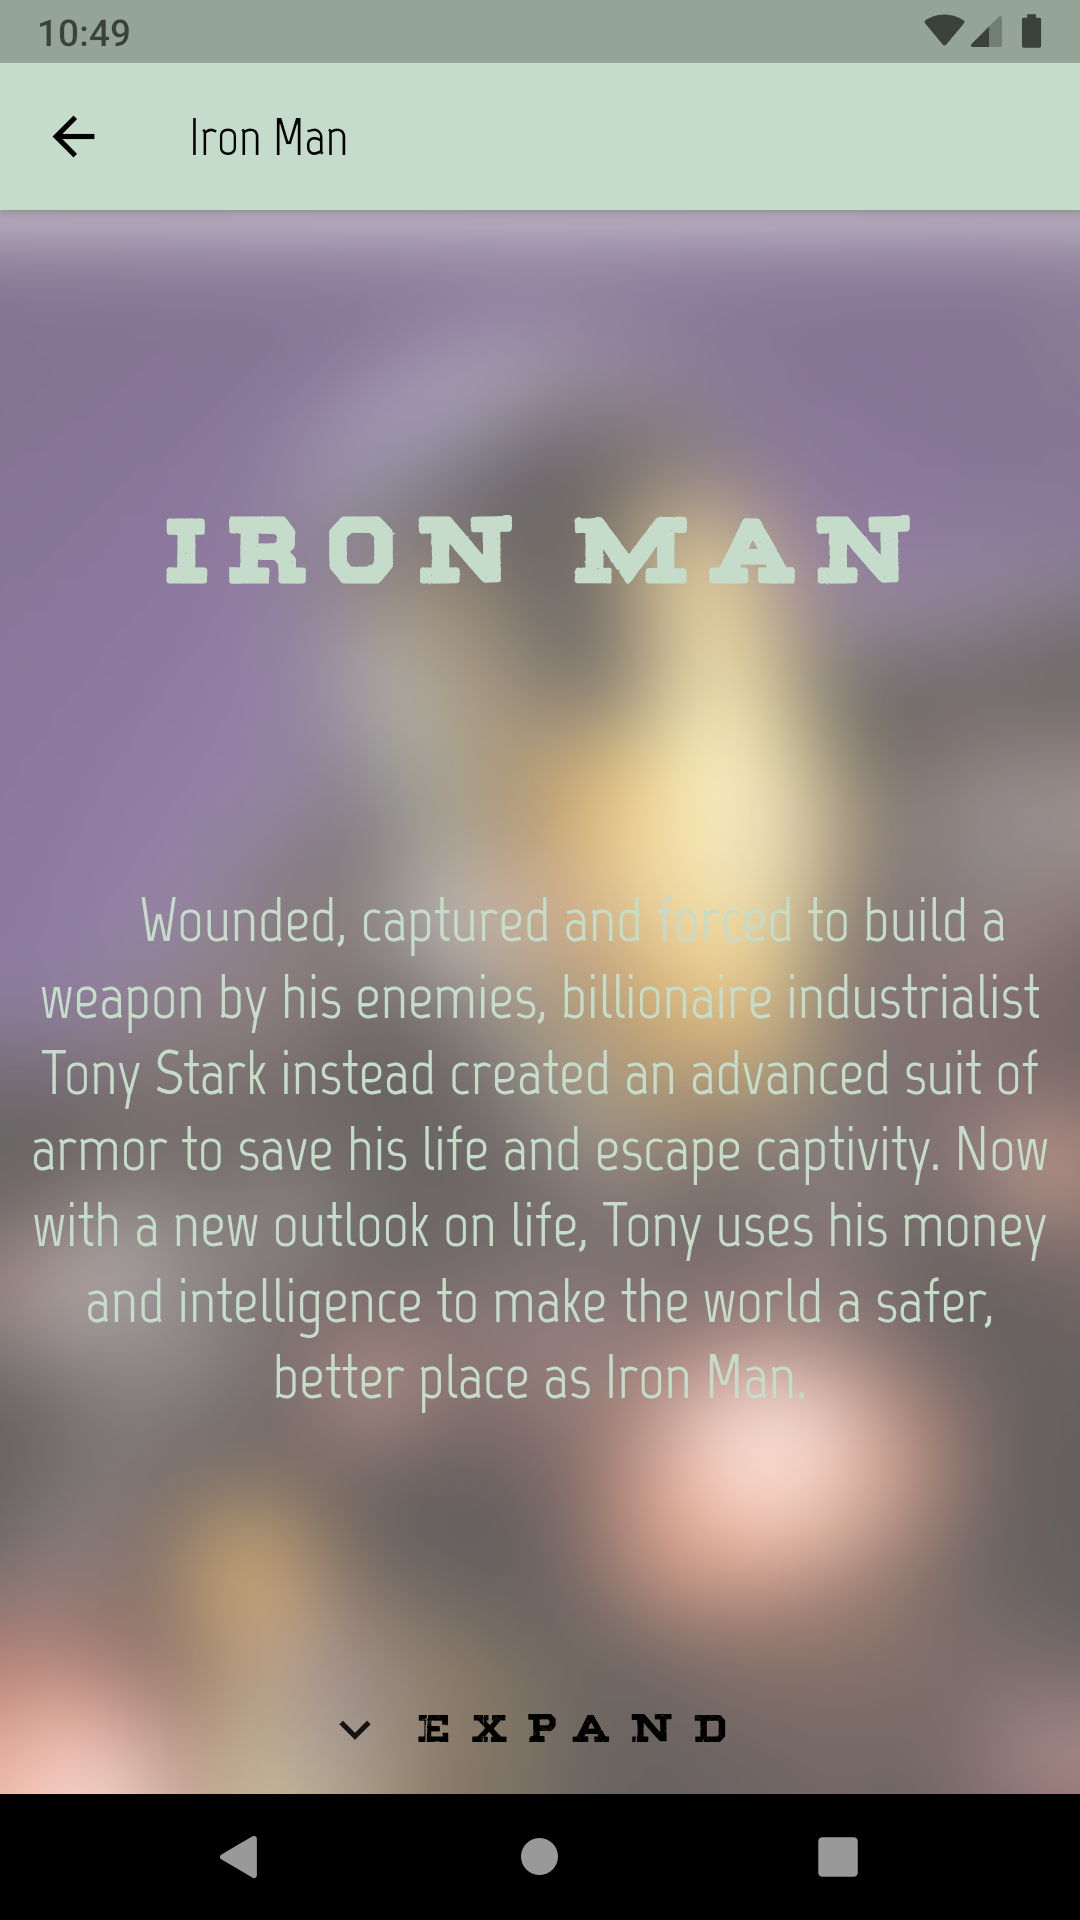 10:49
Iron Man
IRON MAN
Wounded, captured and forced to build a
weapon by his enemies, billionaire industrialist
Tony Stark instead created an advanced suit of
armor to save his life and escape captivity. Now
with a new outlook on life, Tony uses his money
and intelligence to make the world a safer,
better place as Iron Man.
EXPAND